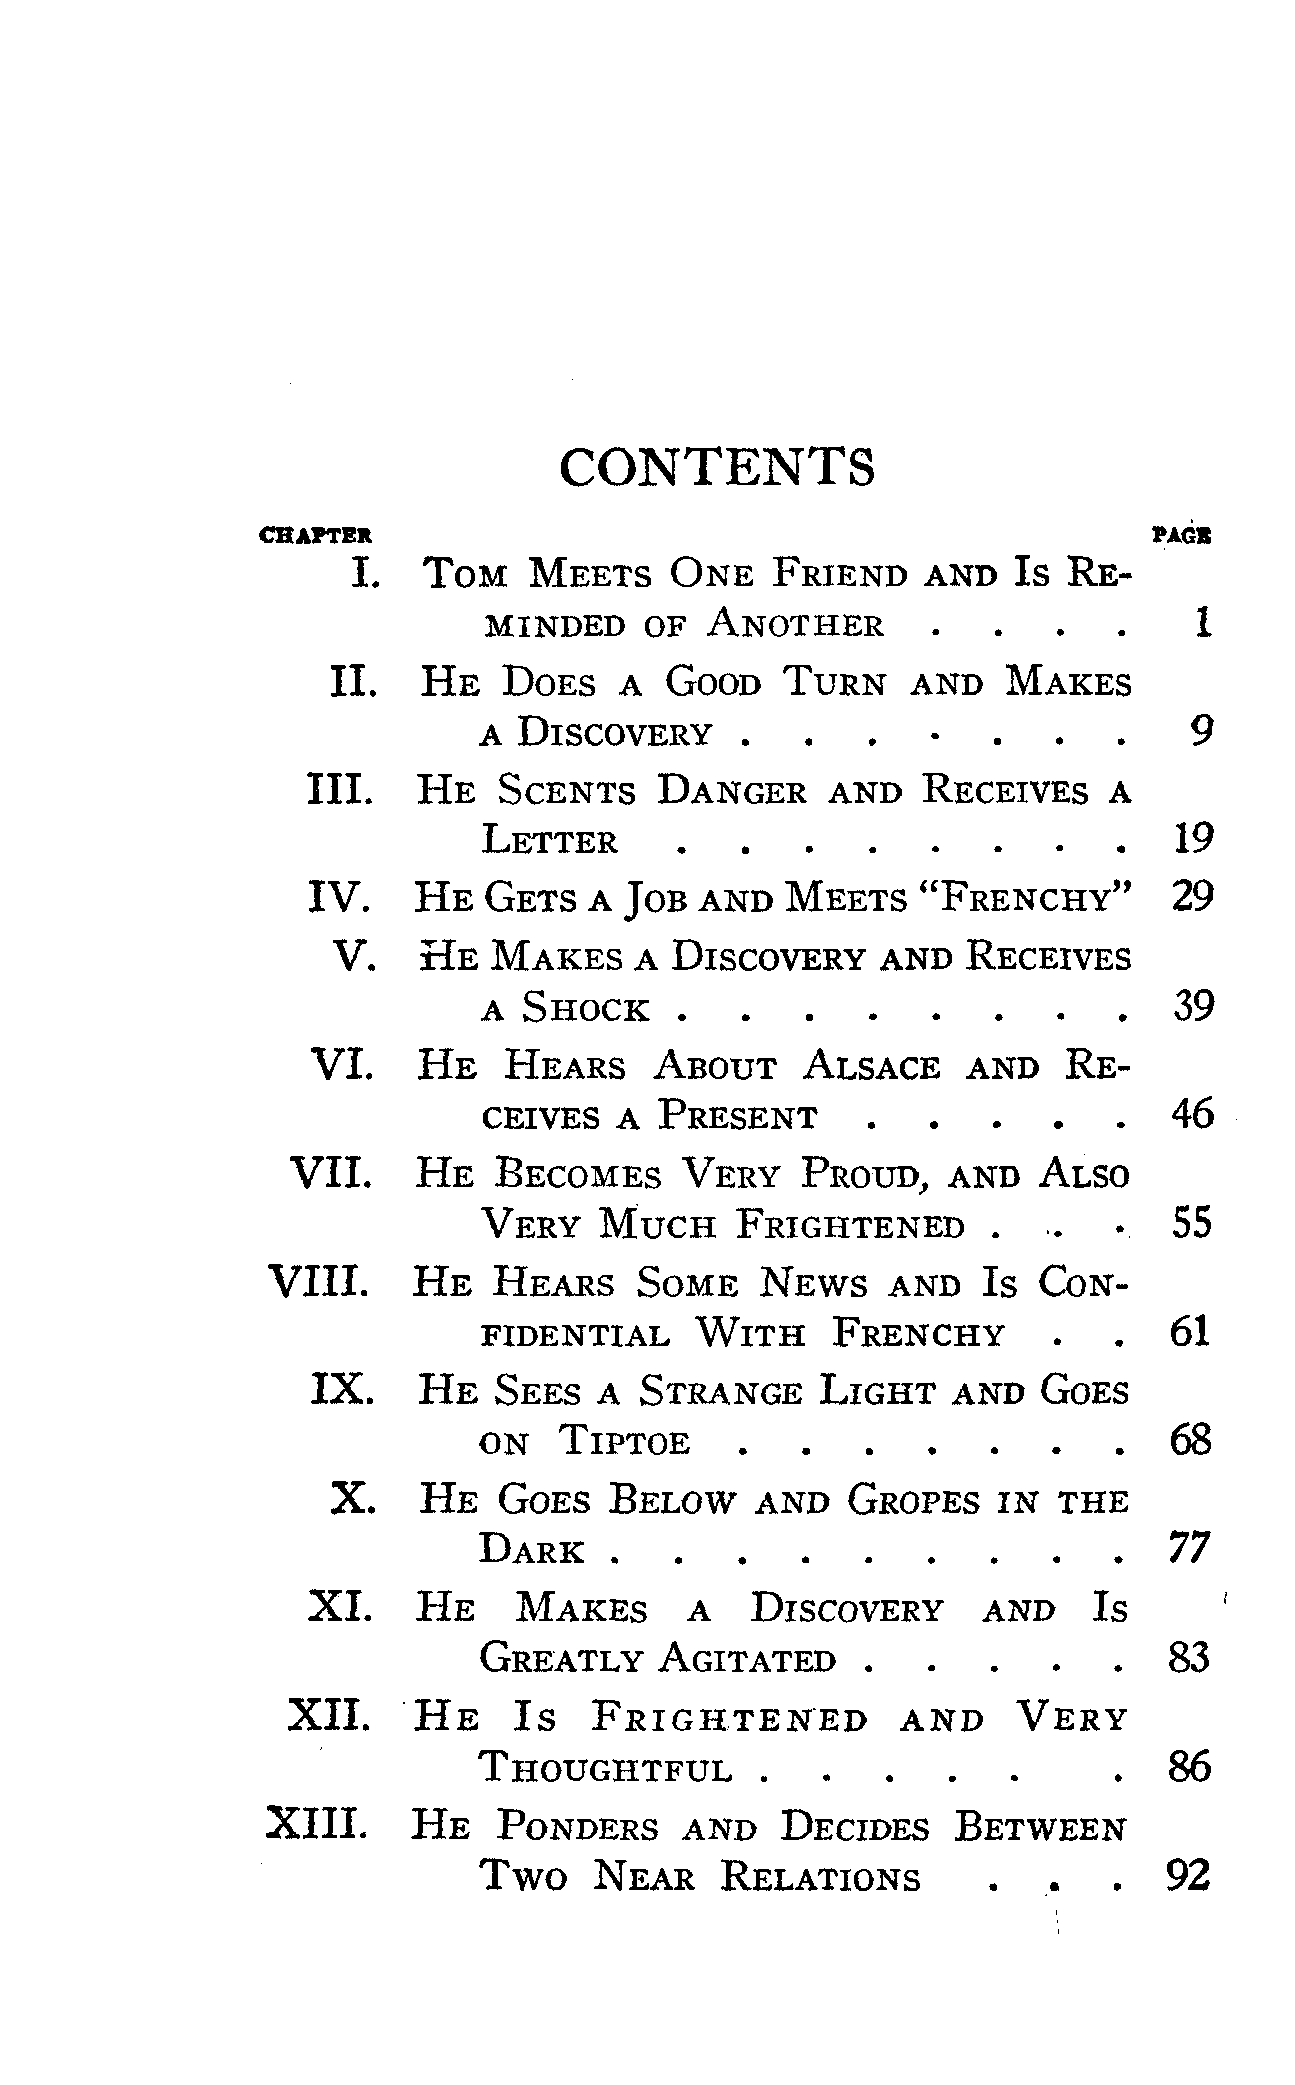 CONTENTS
CHAPTER PAGE
I. Tom Meets One Friend and Is Re-
minded of Another . . . . 1
II. He Does a Good Turn and Makes
a Discovery . . . . . . . 9
III. He Scents Danger and Receives a
Letter . . . . . . . . 19
IV. He Gets a Job and Meets "Frenchy" 29
V. He Makes a Discovery and Receives
a Shock . . . . . . . . 39
VI. He Hears About Alsace and Re-
ceives a Present . . . . . 46
VII. He Becomes Very Proud, and Also
Very Much Frightened . . . 55
VIII. He Hears Some News and Is Con-
fidential With Frenchy . . 61
IX. He Sees a Strange Light and Goes
on Tiptoe . . . . . . . 68
X. He Goes Below and Gropes in the
Dark . . . . . . . . . 77
XI. He Makes a Discovery and Is
Greatly Agitated . . . . . 83
XII. He Is Frightened and Very
Thoughtful . . . . . . 86
XIII. He Ponders and Decides Between
Two Near Relations . . . 92